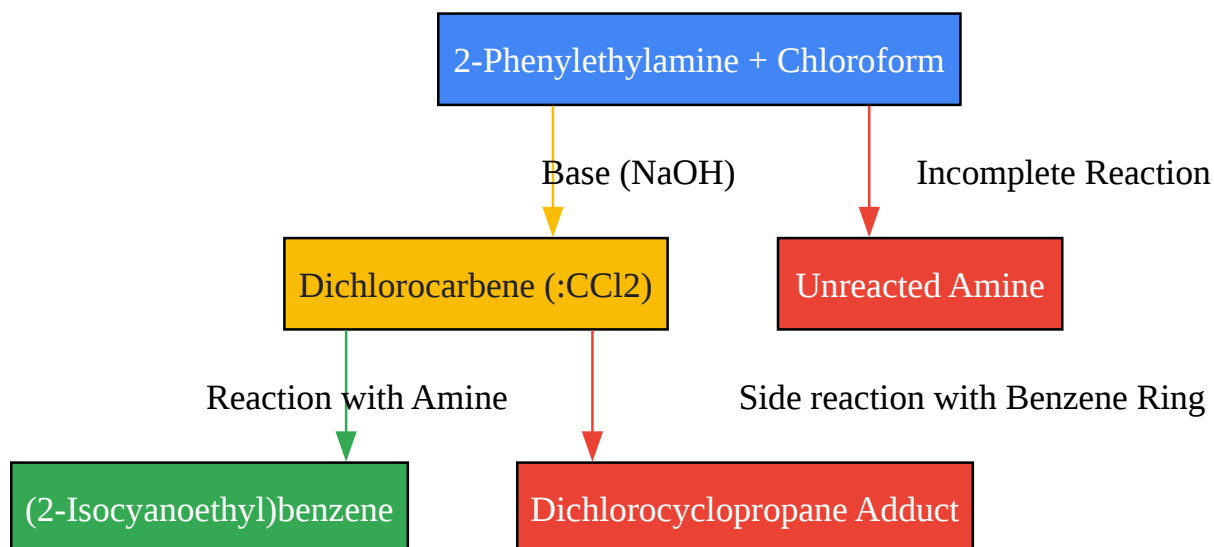 2-Phenylethylamine + Chloroform
Base (NaOH)
Incomplete Reaction
Dichlorocarbene (:CCl2)
Unreacted Amine
Reaction with Amine
Side reaction with Benzene Ring
(2-Isocyanoethyl)benzene
Dichlorocyclopropane Adduct